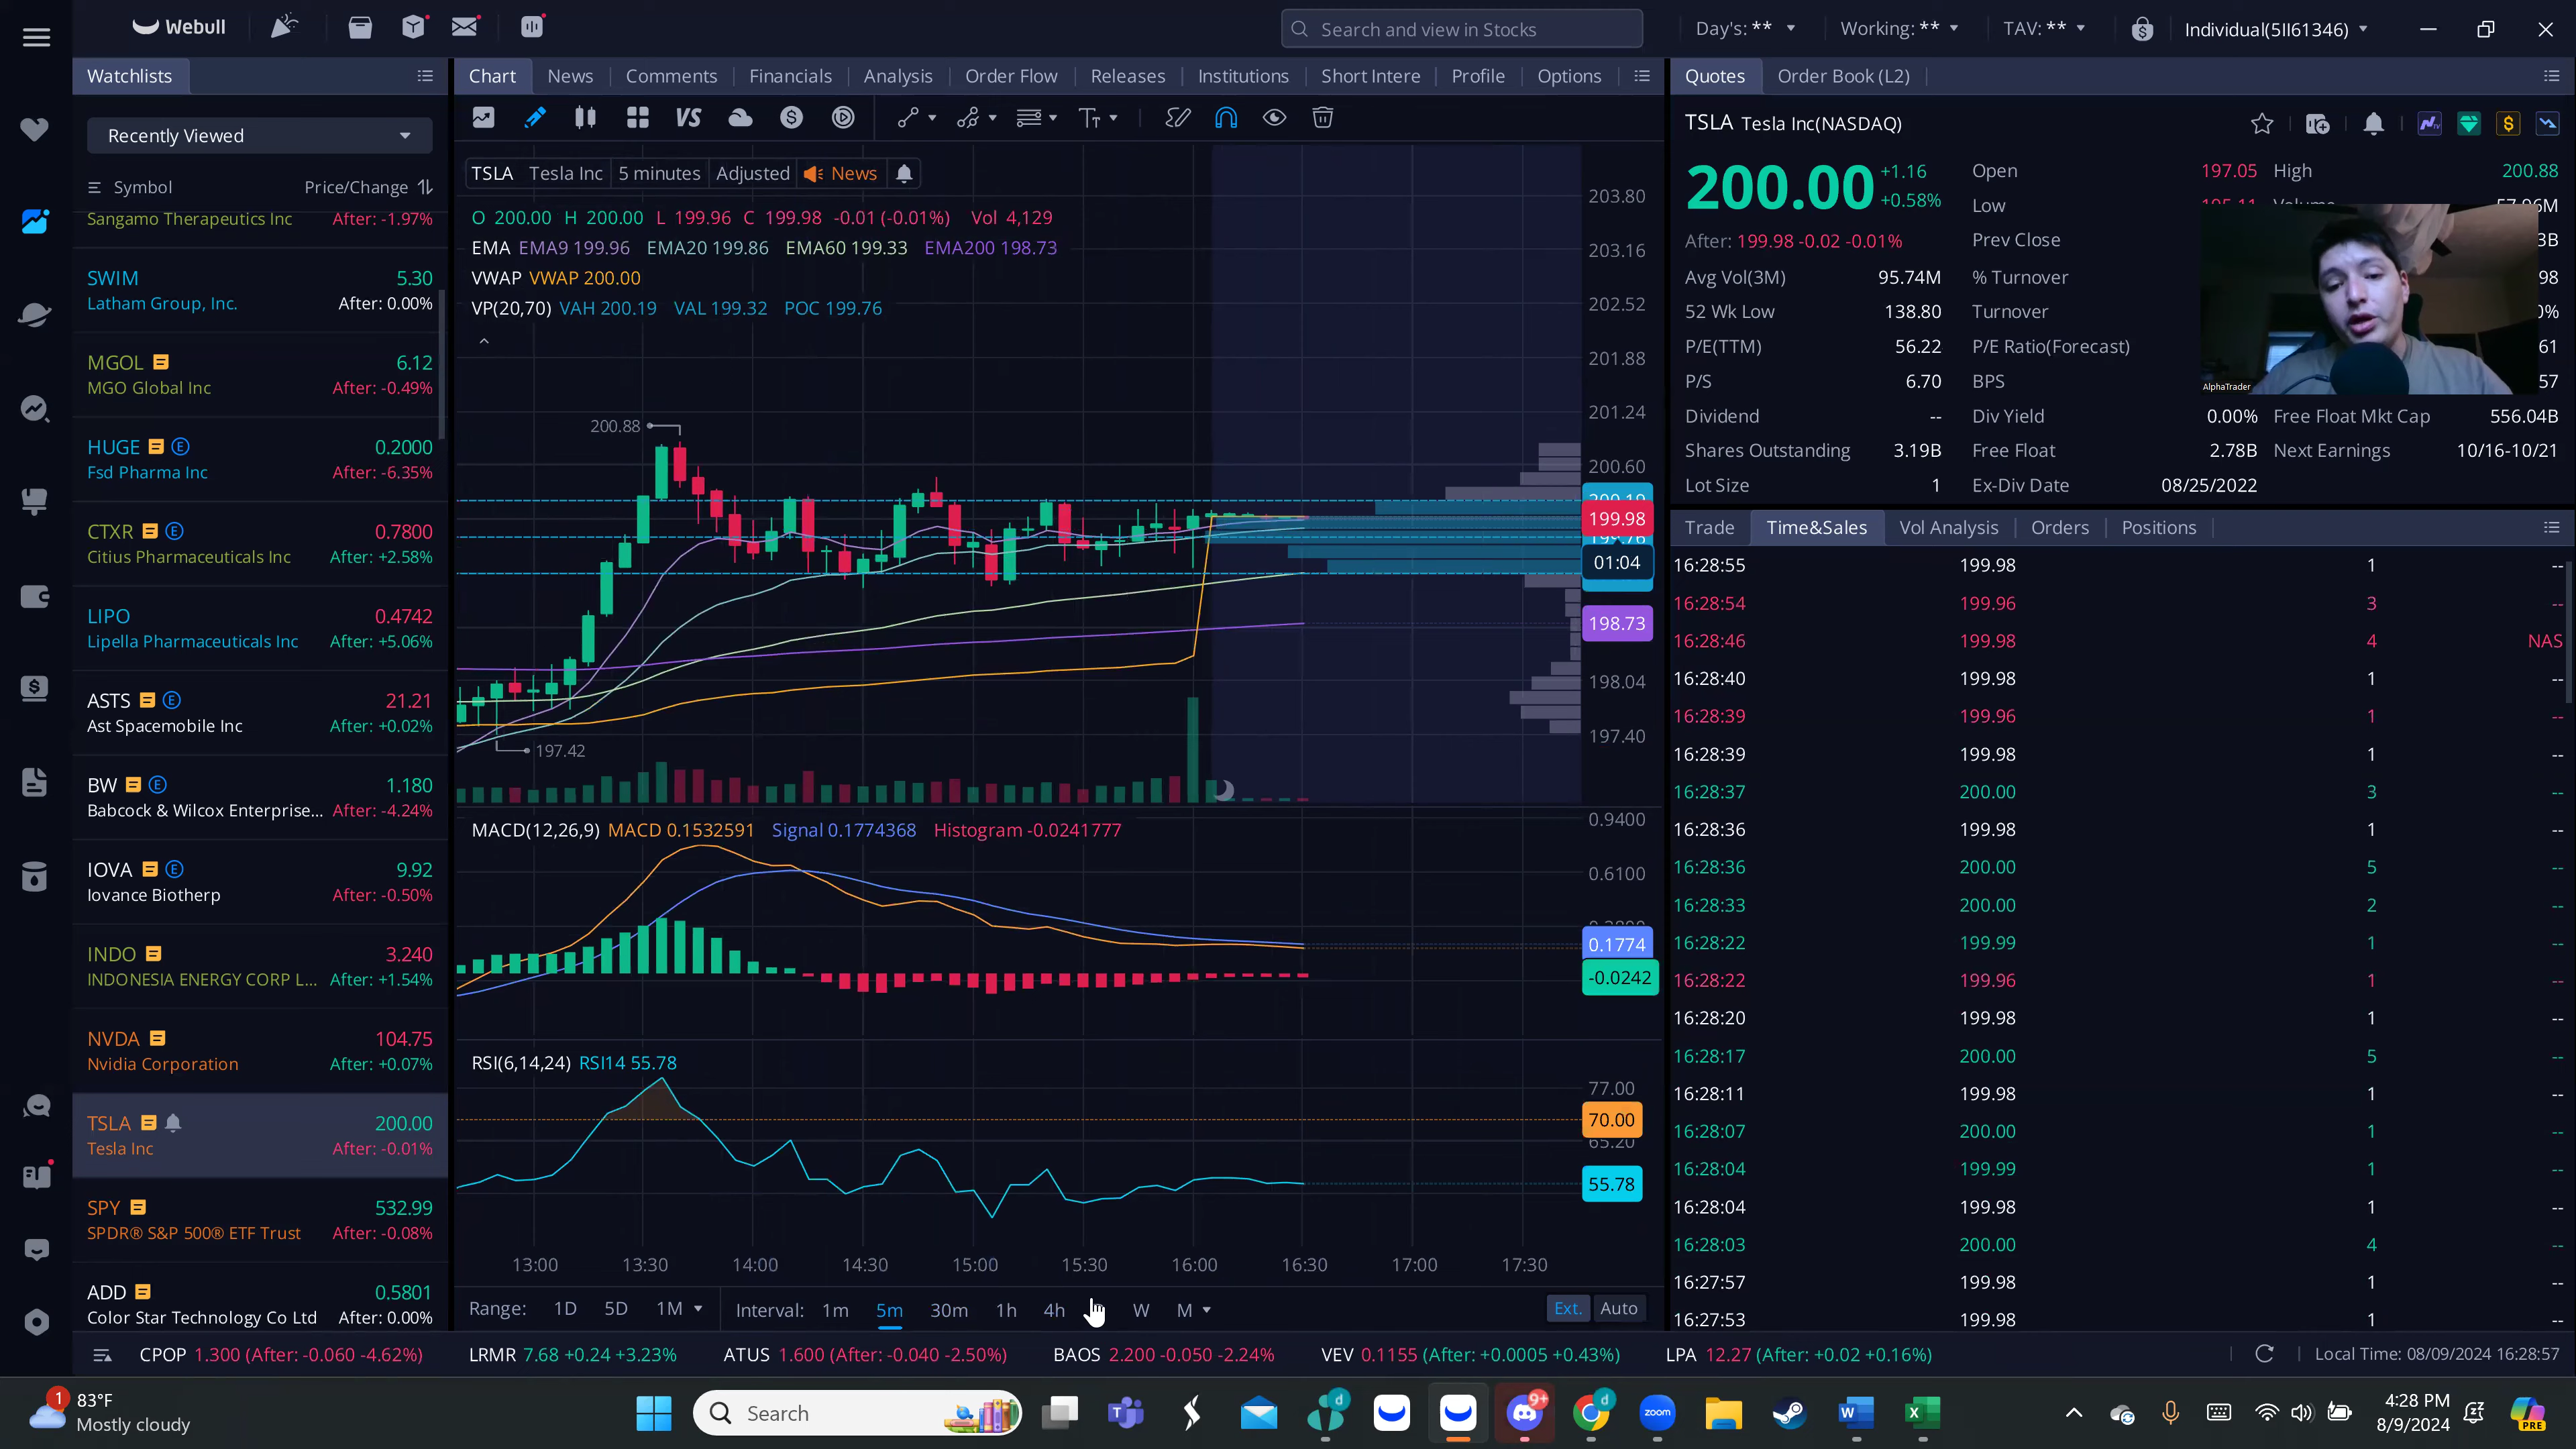 Webull
Search and view in Stocks
Day's: **
Working: **
TAV: **
Individual(5II61346)
Watchlists
Chart News Comments Financials Analysis Order Flow Releases Institutions Short Intere Profile Options
Quotes Order Book (L2)
Recently Viewed
Symbol Price/Change
Sangamo Therapeutics Inc After: -1.97%
SWIM 5.30
Latham Group, Inc. After: 0.00%
MGOL 6.12
MGO Global Inc After: -0.49%
HUGE E 0.2000
Fsd Pharma Inc After: -6.35%
CTXR E 0.7800
Citius Pharmaceuticals Inc After: +2.58%
LIPO 0.4742
Lipella Pharmaceuticals Inc After: +5.06%
ASTS E 21.21
Ast Spacemobile Inc After: +0.02%
BW E 1.180
Babcock & Wilcox Enterprise... After: -4.24%
IOVA E 9.92
Iovance Biotherp After: -0.50%
INDO 3.240
INDONESIA ENERGY CORP L... After: +1.54%
NVDA 104.75
Nvidia Corporation After: +0.07%
TSLA 200.00
Tesla Inc After: -0.01%
SPY 532.99
SPDR® S&P 500® ETF Trust After: -0.08%
ADD 0.5801
Color Star Technology Co Ltd After: 0.00%
VS
TT
TSLA Tesla Inc 5 minutes Adjusted News
O 200.00 H 200.00 L 199.96 C 199.98 -0.01 (-0.01%) Vol 4,129
EMA EMA9 199.96 EMA20 199.86 EMA60 199.33 EMA200 198.73
VWAP VWAP 200.00
VP(20,70) VAH 200.19 VAL 199.32 POC 199.76
200.88
197.42
203.80
203.16
202.52
201.88
201.24
200.60
200.19
199.98
199.76
01:04
198.73
198.04
197.40
MACD(12,26,9) MACD 0.1532591 Signal 0.1774368 Histogram -0.0241777
0.9400
0.6100
0.1774
-0.0242
RSI(6,14,24) RSI14 55.78
77.00
70.00
65.20
55.78
13:00 13:30 14:00 14:30 15:00 15:30 16:00 16:30 17:00 17:30
Range: 1D 5D 1M Interval: 1m 5m 30m 1h 4h W M Ext. Auto
TSLA Tesla Inc(NASDAQ)
200.00 +1.16
+0.58%
After: 199.98 -0.02 -0.01%
Open 197.05 High 200.88
Low 195.11 Volume 57.96M
Prev Close 3B
Avg Vol(3M) 95.74M % Turnover 98
52 Wk Low 138.80 Turnover 0%
P/E(TTM) 56.22 P/E Ratio(Forecast) 61
P/S 6.70 BPS 57
AlphaTrader
Dividend -- Div Yield 0.00% Free Float Mkt Cap 556.04B
Shares Outstanding 3.19B Free Float 2.78B Next Earnings 10/16-10/21
Lot Size 1 Ex-Div Date 08/25/2022
Trade Time&Sales Vol Analysis Orders Positions
16:28:55 199.98 1 --
16:28:54 199.96 3 --
16:28:46 199.98 4 NAS
16:28:40 199.98 1 --
16:28:39 199.96 1 --
16:28:39 199.98 1 --
16:28:37 200.00 3 --
16:28:36 199.98 1 --
16:28:36 200.00 5 --
16:28:33 200.00 2 --
16:28:22 199.99 1 --
16:28:22 199.96 1 --
16:28:20 199.98 1 --
16:28:17 200.00 5 --
16:28:11 199.98 1 --
16:28:07 200.00 1 --
16:28:04 199.99 1 --
16:28:04 199.98 1 --
16:28:03 200.00 4 --
16:27:57 199.98 1 --
16:27:53 199.98 1 --
CPOP 1.300 (After: -0.060 -4.62%) LRMR 7.68 +0.24 +3.23% ATUS 1.600 (After: -0.040 -2.50%) BAOS 2.200 -0.050 -2.24% VEV 0.1155 (After: +0.0005 +0.43%) LPA 12.27 (After: +0.02 +0.16%) Local Time: 08/09/2024 16:28:57
1
83°F
Mostly cloudy
Search
T
d
9+
d
zoom
W
X
4:28 PM
8/9/2024
PRE